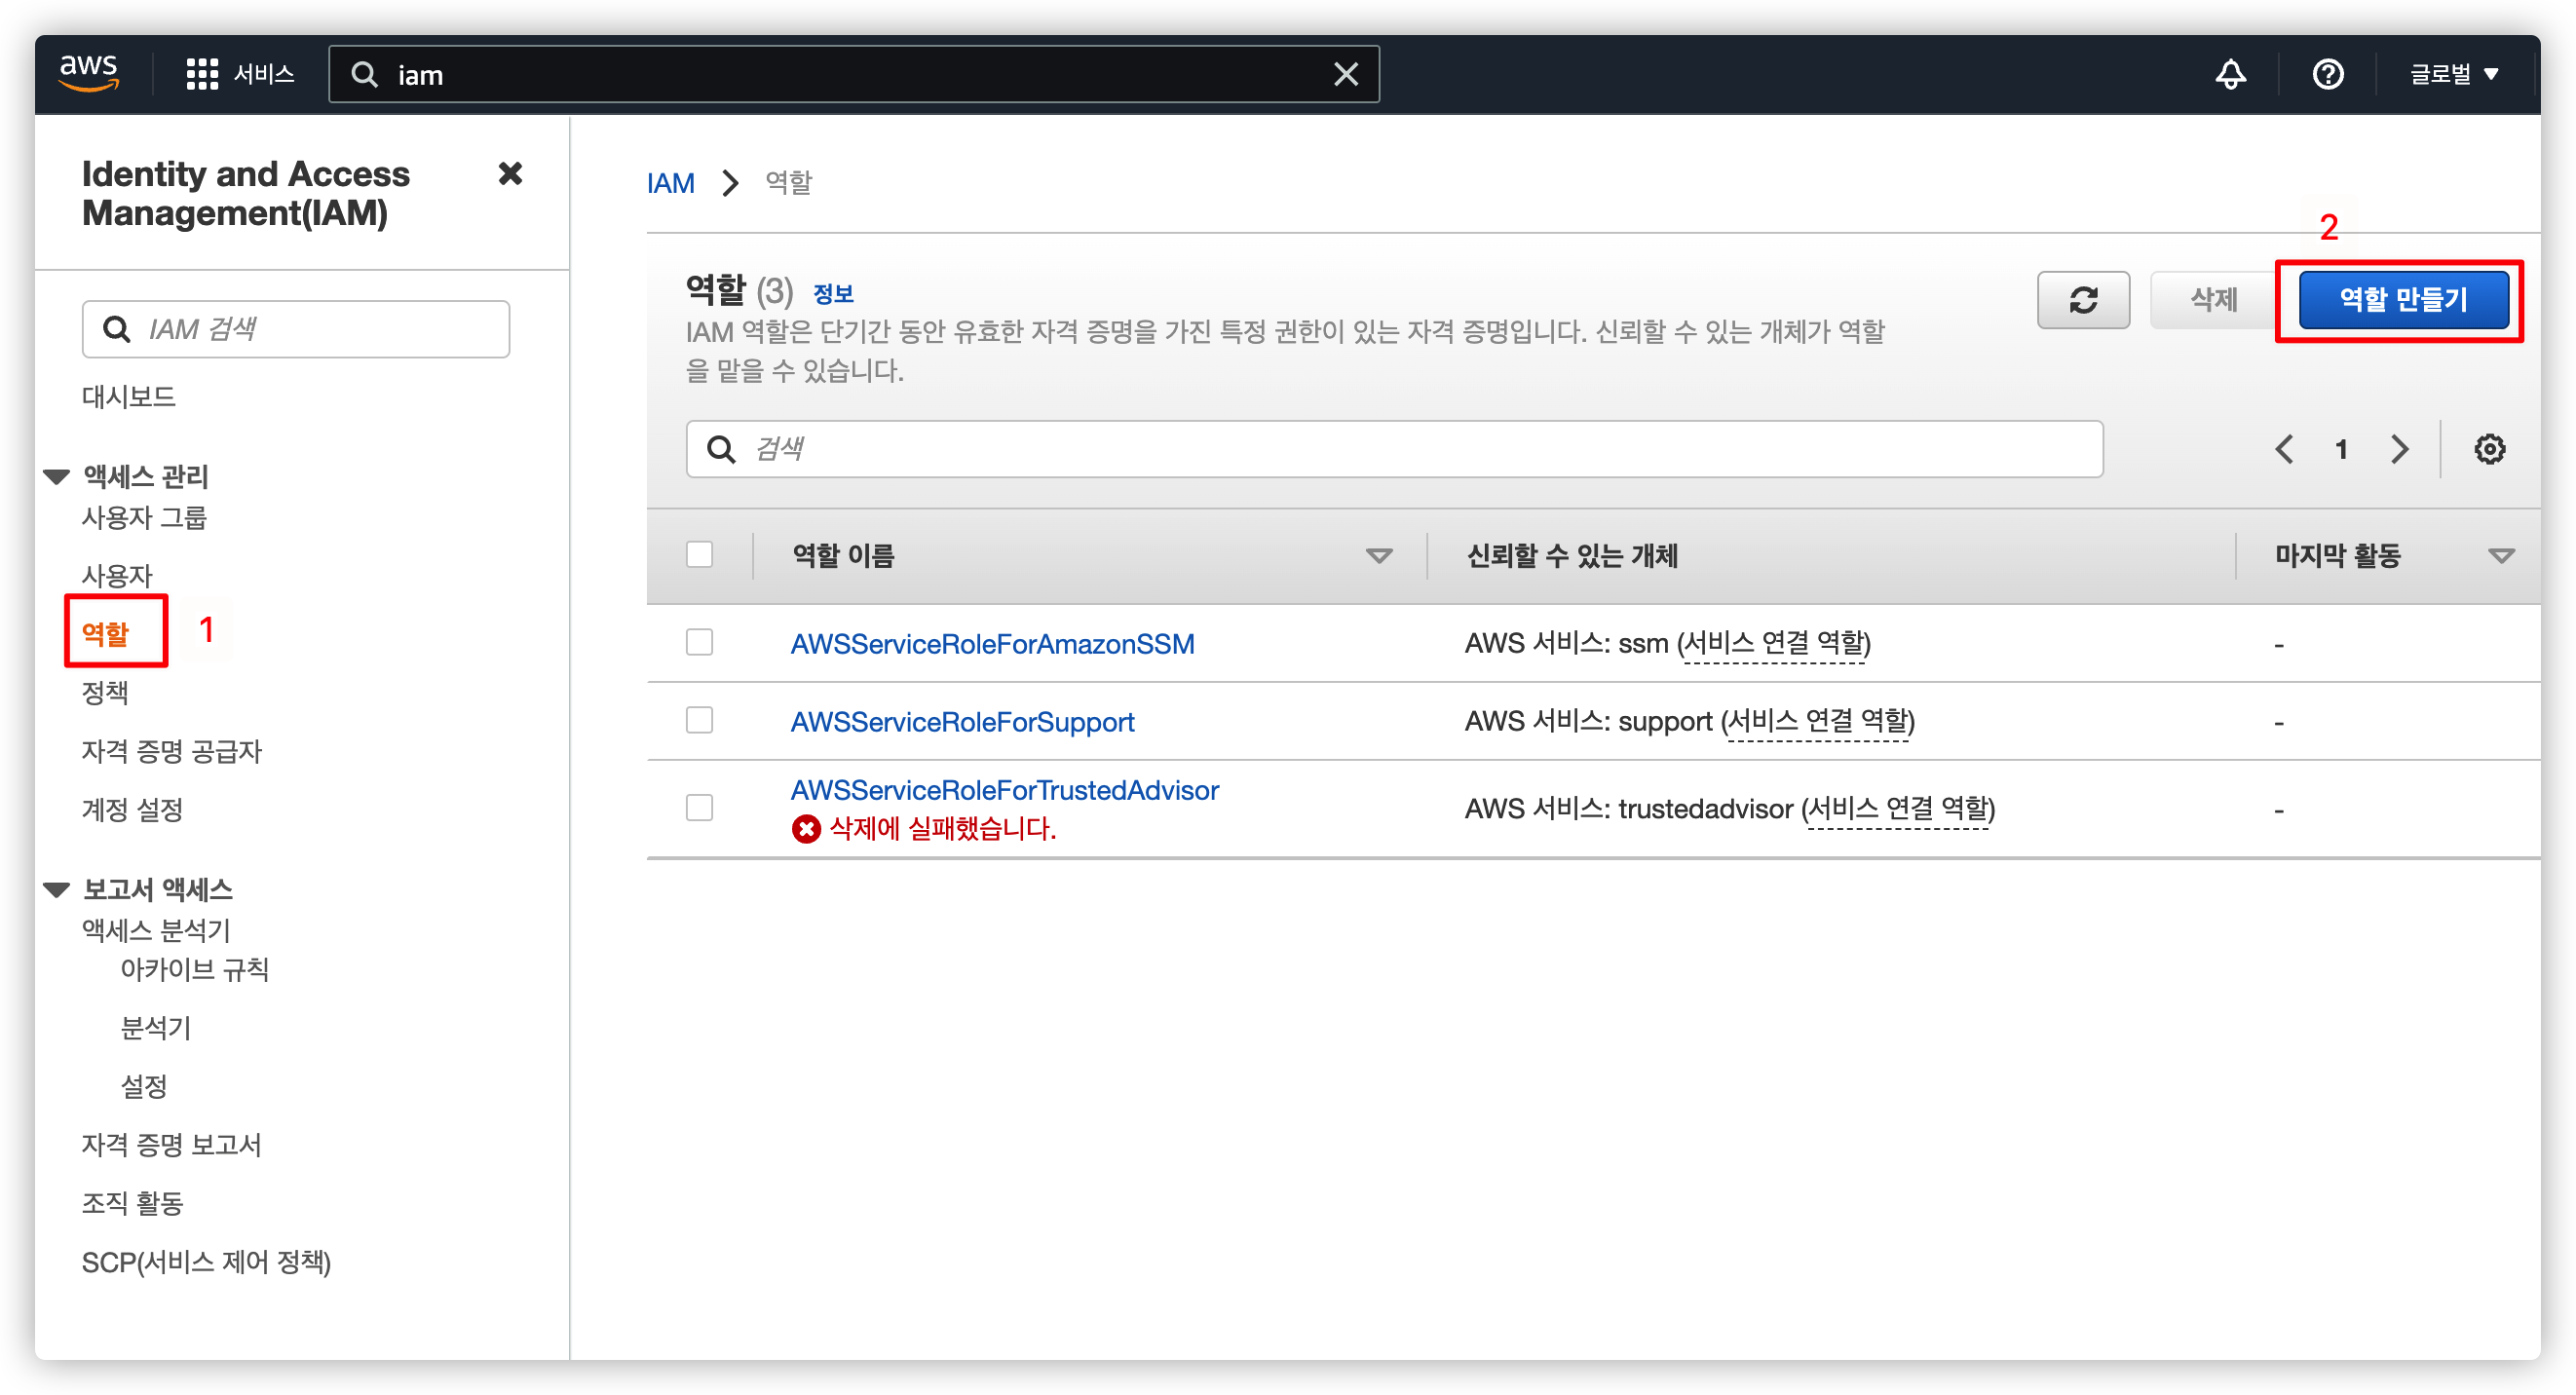 aws
서비스
iam
글로벌
Identity and Access
Management(IAM)
IAM 검색
대시보드
액세스 관리
사용자 그룹
사용자
역할
1
정책
자격 증명 공급자
계정 설정
보고서 액세스
액세스 분석기
아카이브 규칙
분석기
설정
자격 증명 보고서
조직 활동
SCP(서비스 제어 정책)
IAM 역할
2
역할 (3) 정보
삭제
역할 만들기
IAM 역할은 단기간 동안 유효한 자격 증명을 가진 특정 권한이 있는 자격 증명입니다. 신뢰할 수 있는 개체가 역할
을 맡을 수 있습니다.
검색
1
역할 이름 신뢰할 수 있는 개체 마지막 활동
AWSServiceRoleForAmazonSSM AWS 서비스: ssm (서비스 연결 역할) -
AWSServiceRoleForSupport AWS 서비스: support (서비스 연결 역할) -
AWSServiceRoleForTrustedAdvisor AWS 서비스: trustedadvisor (서비스 연결 역할) -
삭제에 실패했습니다.